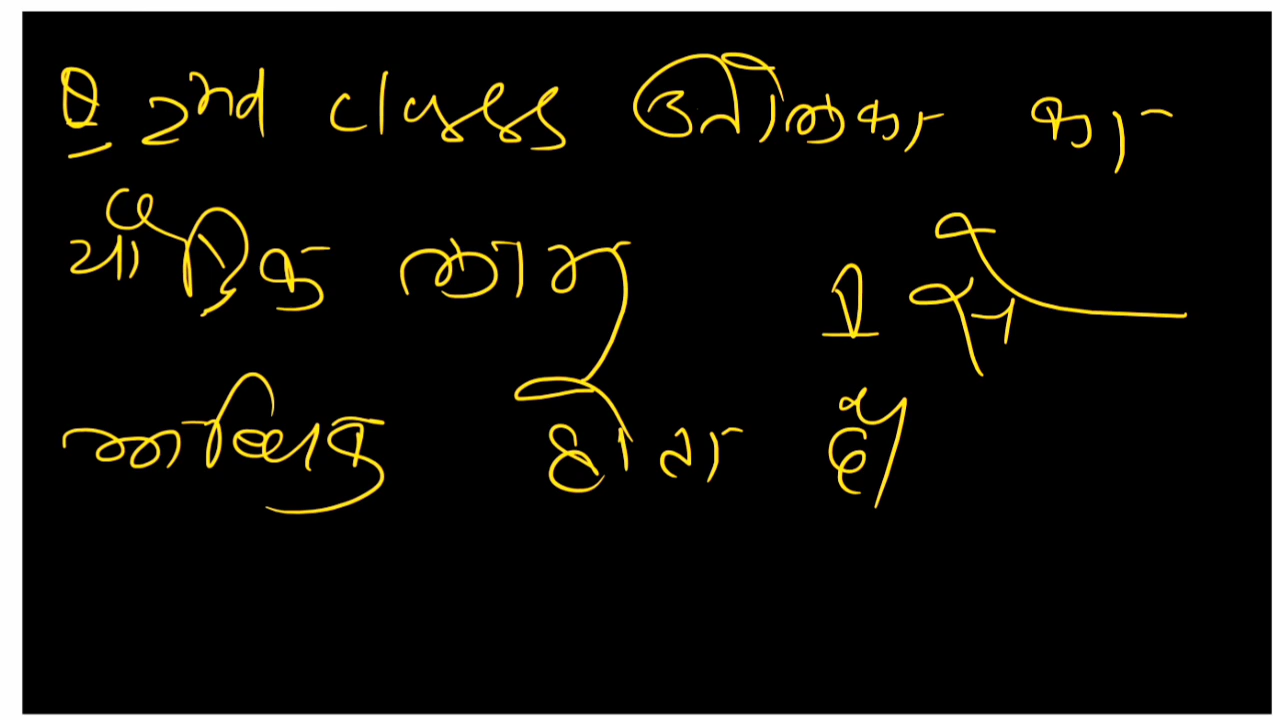 Q 2nd class उत्तोलक का
यांत्रिक लाभ 1 से
अधिक होता है